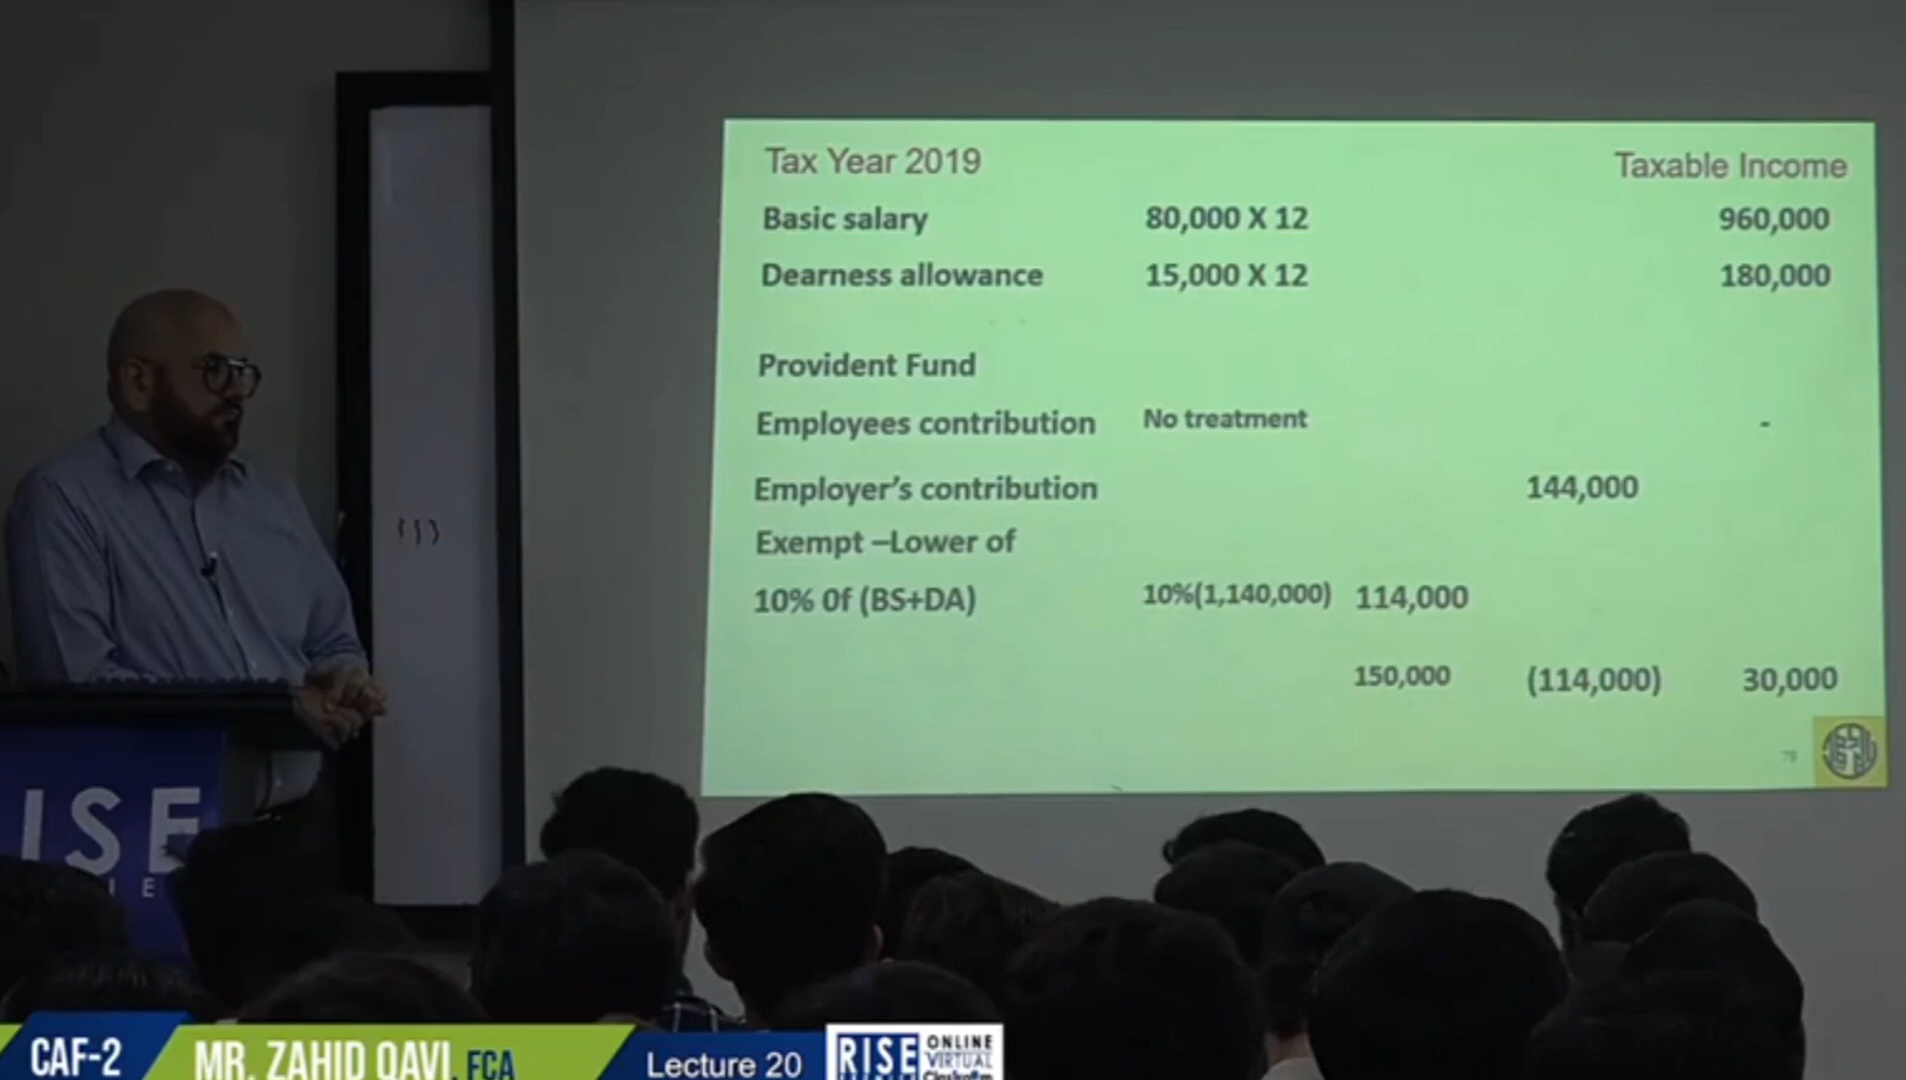 Tax Year 2019 Taxable Income
Basic salary 80,000 X 12 960,000
Dearness allowance 15,000 X 12 180,000
Provident Fund
Employees contribution No treatment -
Employer's contribution 144,000
Exempt –Lower of
10% Of (BS+DA) 10%(1,140,000) 114,000
150,000 (114,000) 30,000
79
ISE
CAF-2
MR. ZAHID QAVI, FCA
Lecture 20
RISE
ONLINE
VIRTUAL